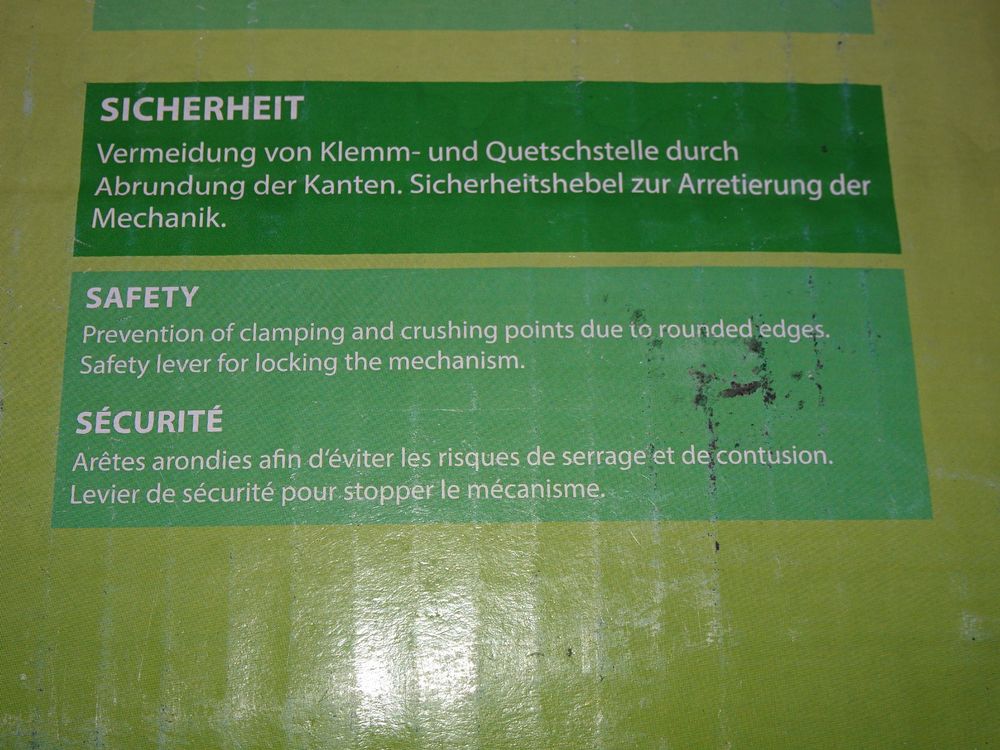 SICHERHEIT
Vermeidung von Klemm- und Quetschstelle durch
Abrundung der Kanten. Sicherheitshebel zur Arretierung der
Mechanik.
SAFETY
Prevention of clamping and crushing points due to rounded edges.
Safety lever for locking the mechanism.
SÉCURITÉ
Arêtes arondies afin d‘éviter les risques de serrage et de contusion.
Levier de sécurité pour stopper le mécanisme.